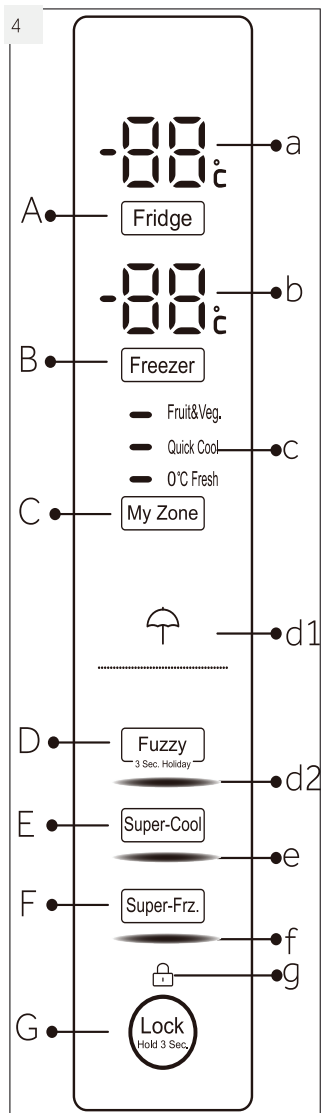 4
-88°c
a
A
Fridge
-88°c
b
B
Freezer
Fruit&Veg.
Quick Cool
c
0°C Fresh
C
My Zone
d1
D
Fuzzy
3 Sec. Holiday
d2
E
Super-Cool
e
F
Super-Frz.
f
g
G
Lock
Hold 3 Sec.